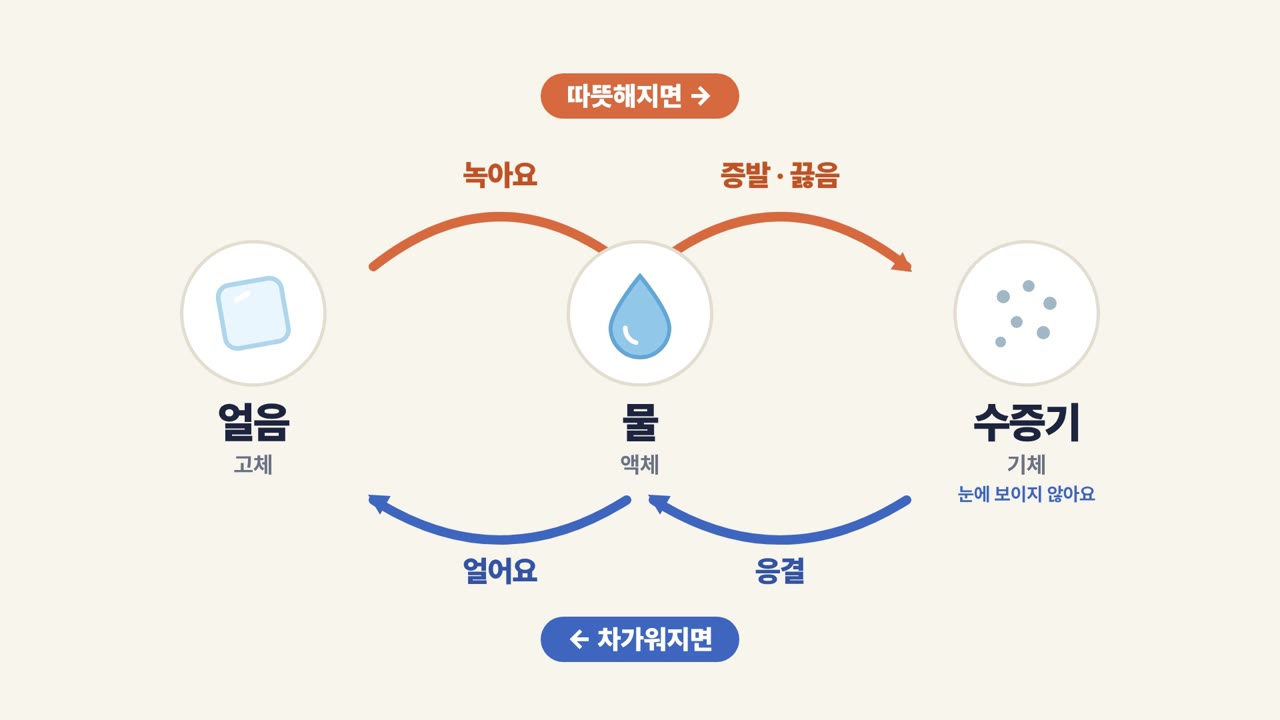 따뜻해지면 →
녹아요
증발 · 끓음
얼음
고체
물
액체
수증기
기체
눈에 보이지 않아요
얼어요
응결
← 차가워지면